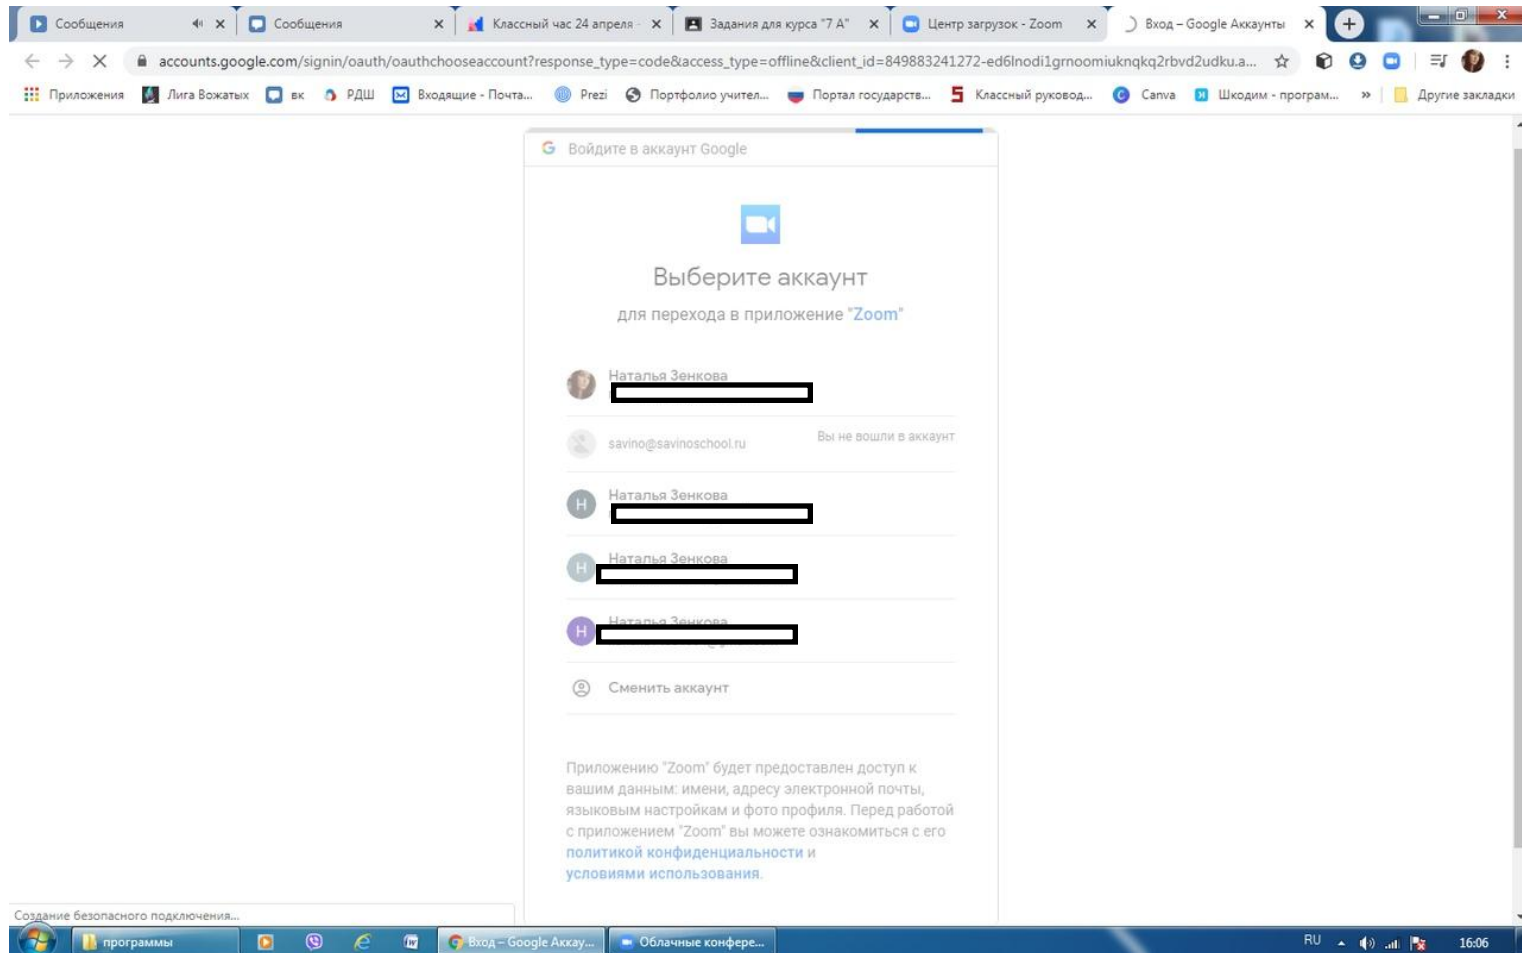 Сообщения
Сообщения
Классный час 24 апреля -
Задания для курса "7 А"
Центр загрузок - Zoom
Вход – Google Аккаунты
accounts.google.com/signin/oauth/oauthchooseaccount?response_type=code&access_type=offline&client_id=849883241272-ed6lnodi1grnoomiuknqkq2rbvd2udku.a...
Приложения
Лига Вожатых
вк
РДШ
Входящие - Почта...
Prezi
Портфолио учител...
Портал государств...
Классный руковод...
Canva
Шкодим - програм...
»
Другие закладки
Войдите в аккаунт Google
Выберите аккаунт
для перехода в приложение "Zoom"
Наталья Зенкова
savino@savinoschool.ru
Вы не вошли в аккаунт
Наталья Зенкова
Наталья Зенкова
Наталья Зенкова
Сменить аккаунт
Приложению "Zoom" будет предоставлен доступ к
вашим данным: имени, адресу электронной почты,
языковым настройкам и фото профиля. Перед работой
с приложением "Zoom" вы можете ознакомиться с его
политикой конфиденциальности и
условиями использования.
Создание безопасного подключения...
программы
Вход – Google Аккау...
Облачные конфере...
RU
16:06